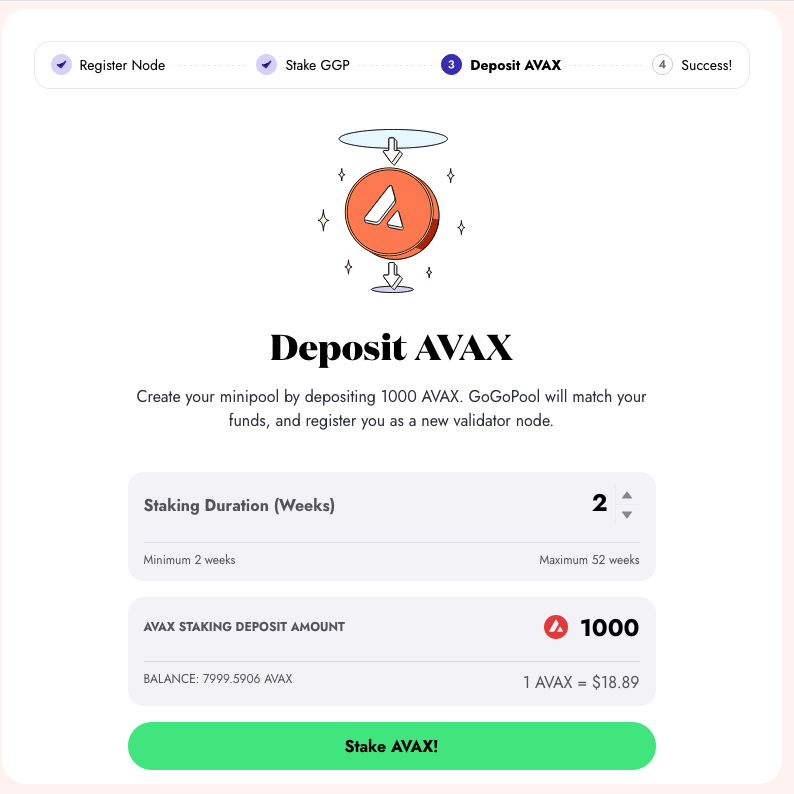 Register Node
Stake GGP
3 Deposit AVAX
4 Success!
Deposit AVAX
Create your minipool by depositing 1000 AVAX. GoGoPool will match your
funds, and register you as a new validator node.
Staking Duration (Weeks) 2
Minimum 2 weeks Maximum 52 weeks
AVAX STAKING DEPOSIT AMOUNT 1000
BALANCE: 7999.5906 AVAX 1 AVAX = $18.89
Stake AVAX!